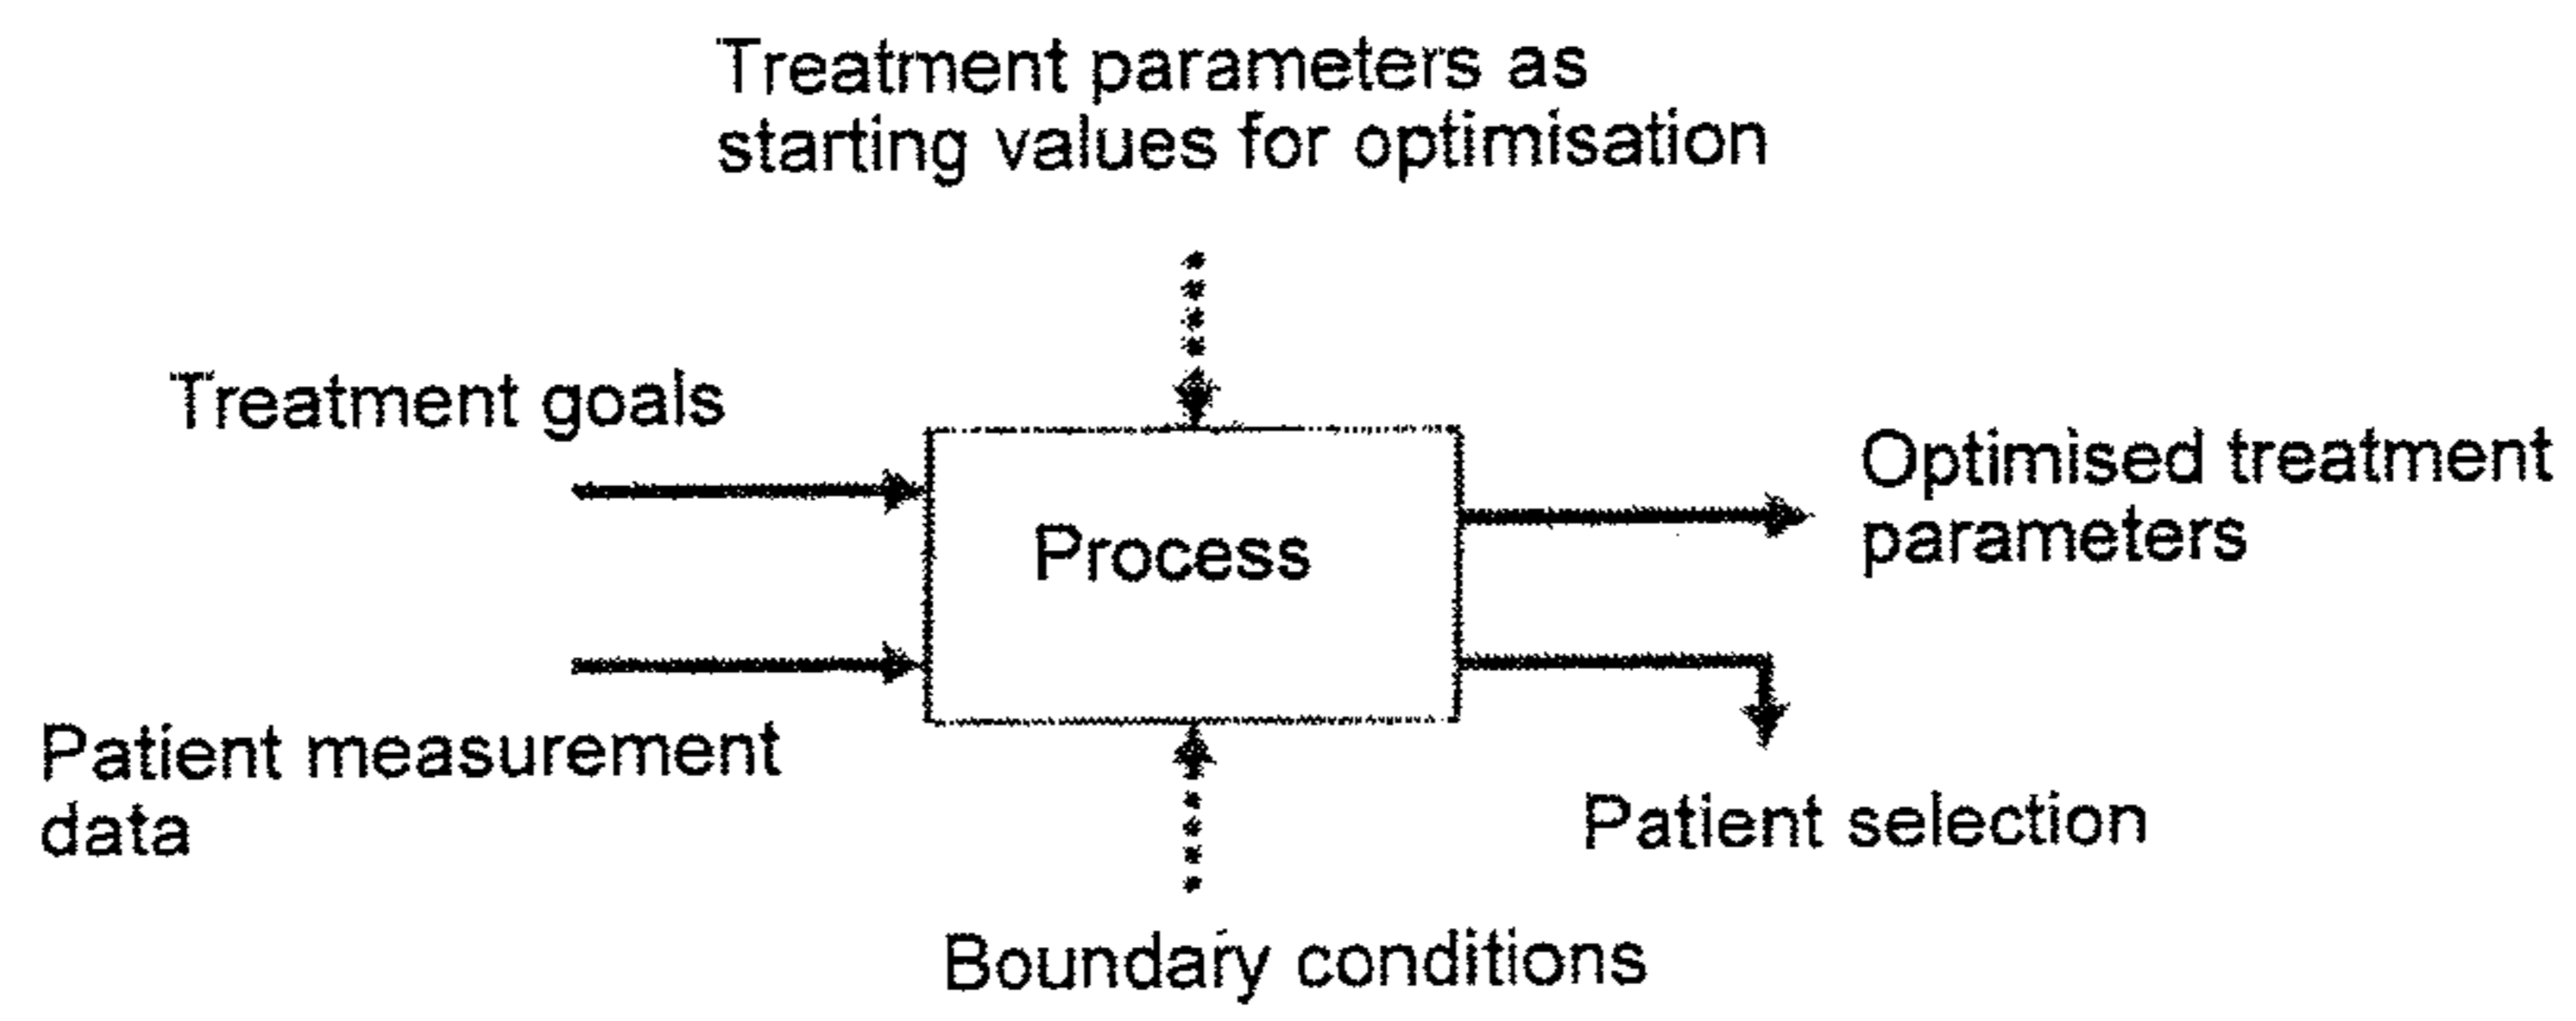 Treatment parameters as
starting values for optimisation
Treatment goals
Optimised treatment
parameters
Process
Patient measurement
data
Patient selection
Boundary conditions